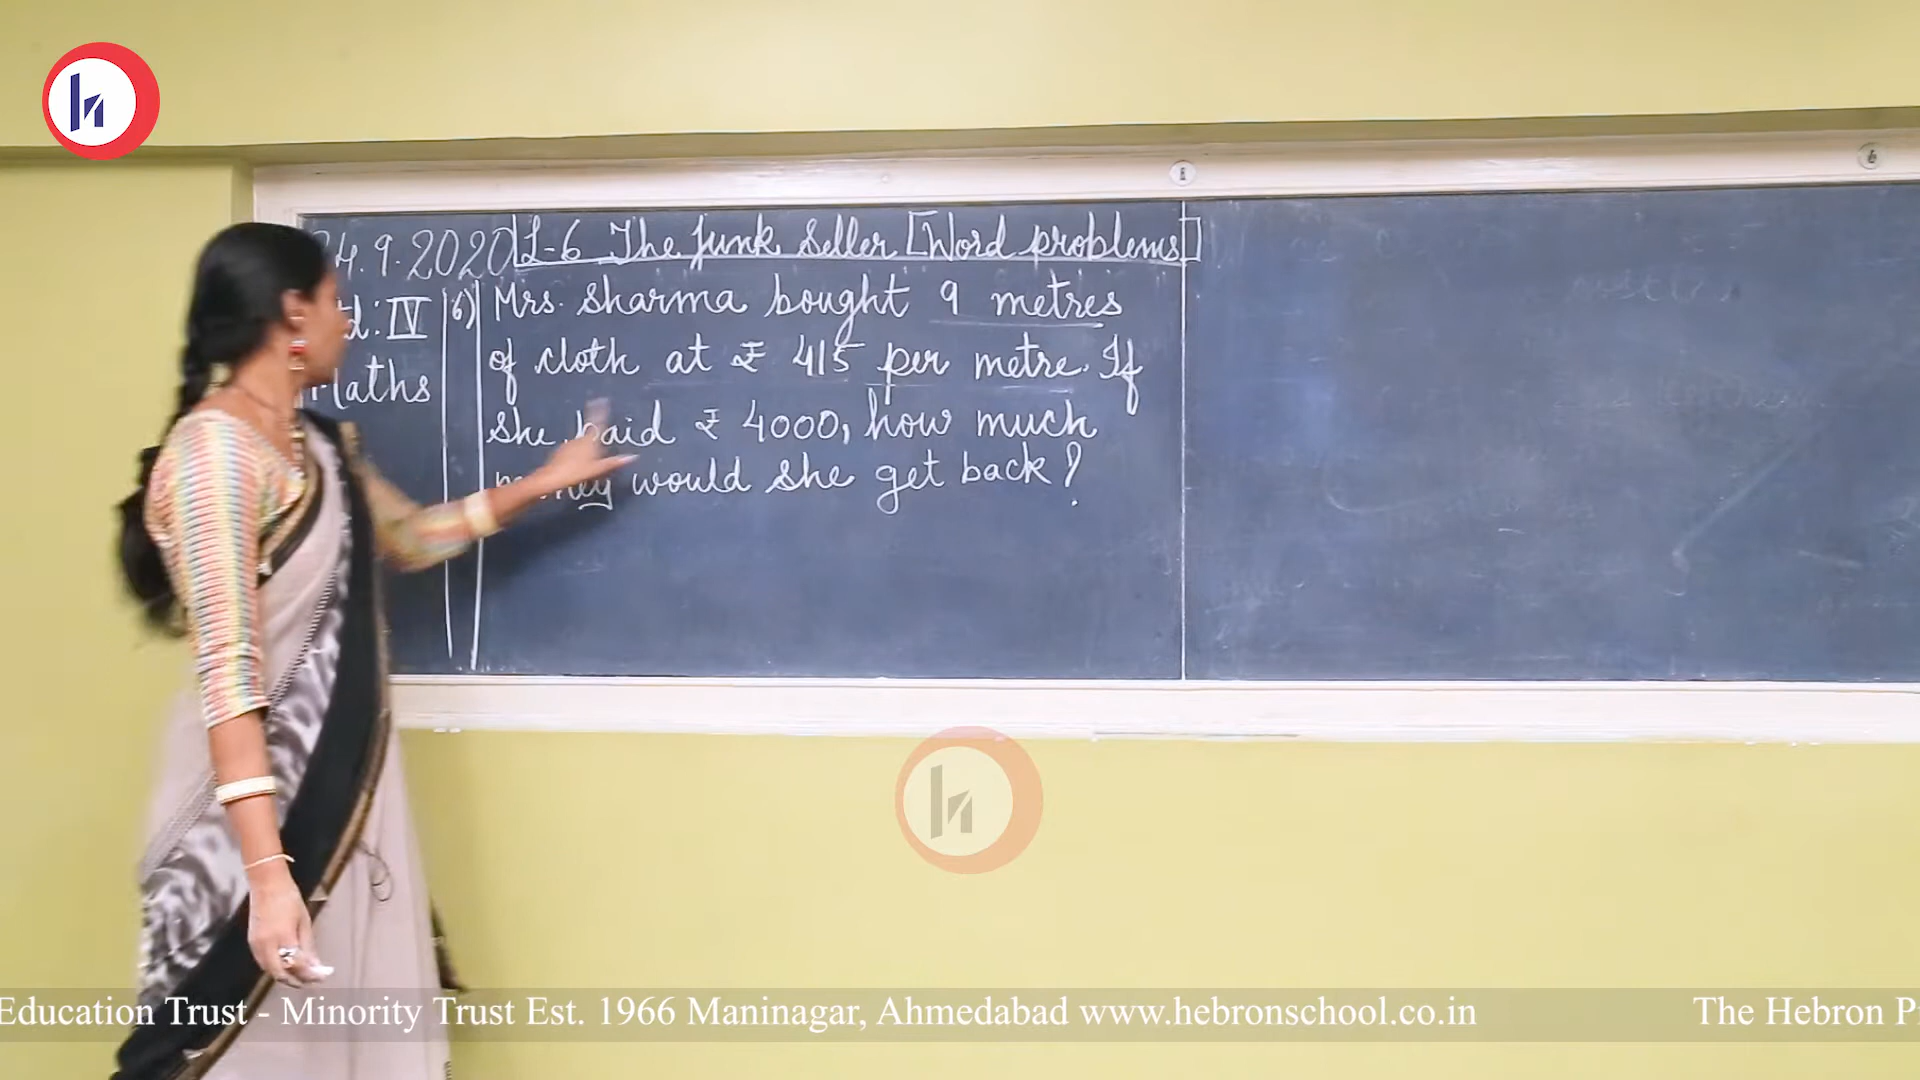 24.9.2020 L-6 The Junk Seller [Word problems]
IV
Maths
6) Mrs. Sharma bought 9 metres
of cloth at ₹ 415 per metre. If
she paid ₹ 4000, how much
money would she get back?
Education Trust - Minority Trust Est. 1966 Maninagar, Ahmedabad www.hebronschool.co.in The Hebron